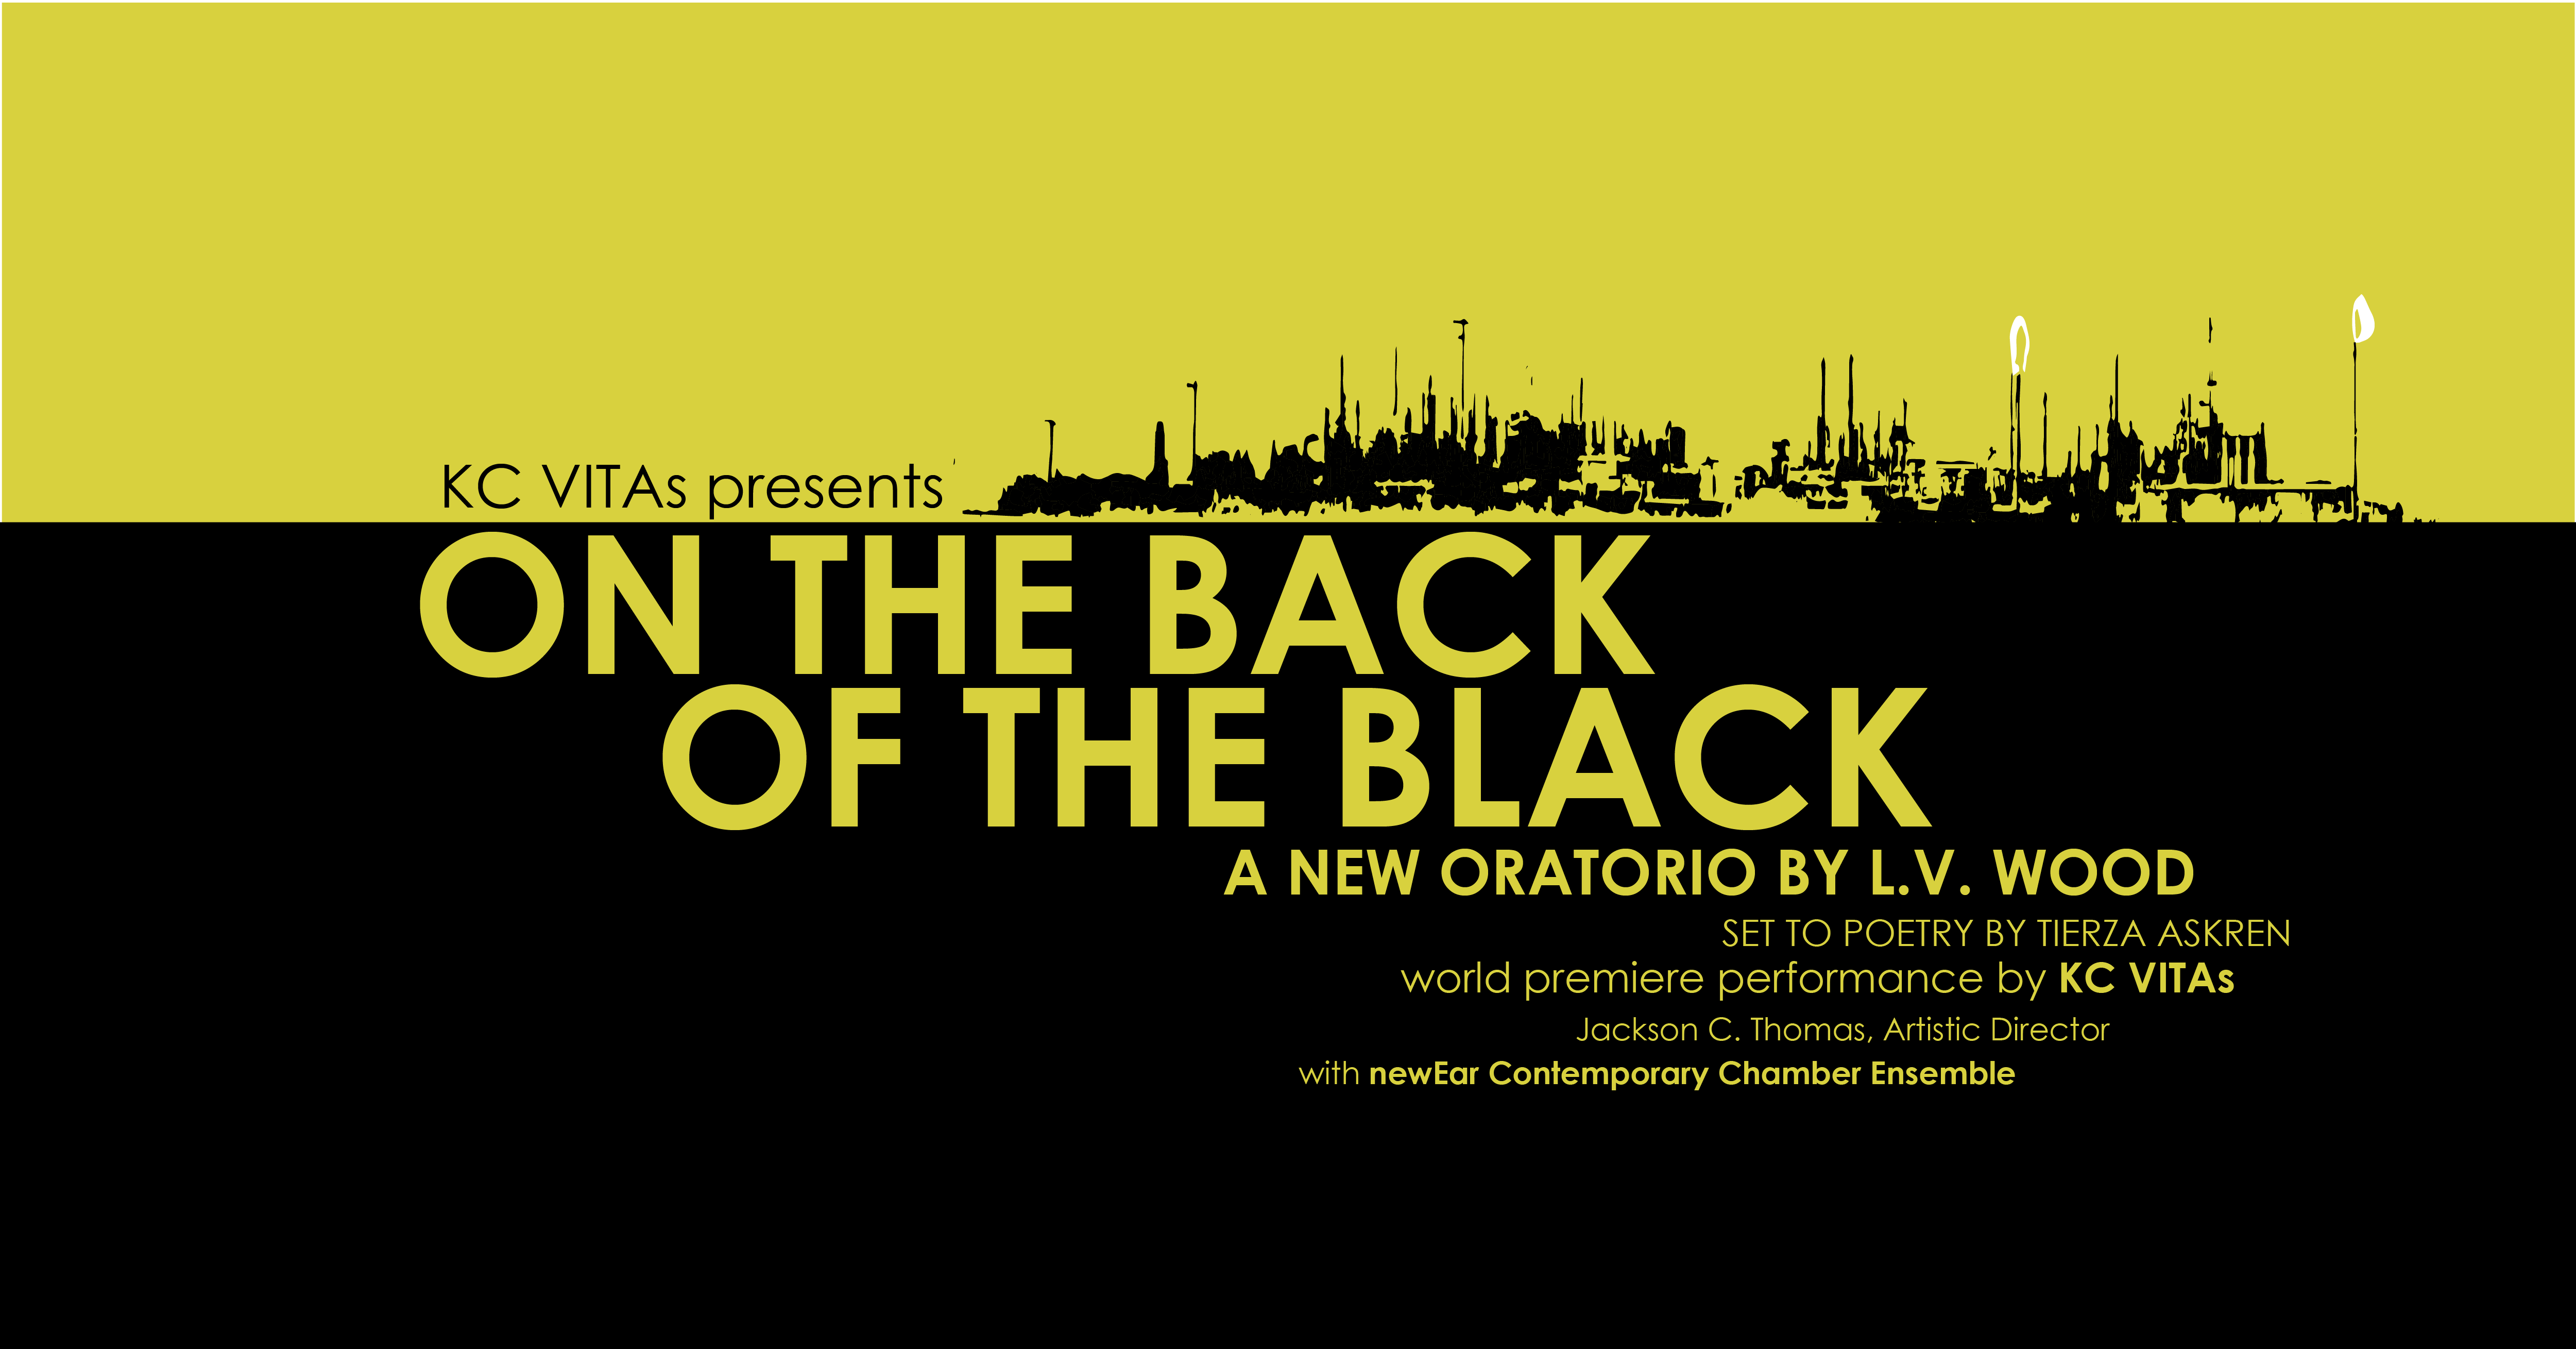 KC VITAs presents
ON THE BACK
OF THE BLACK
A NEW ORATORIO BY L.V. WOOD
SET TO POETRY BY TIERZA ASKREN
world premiere performance by KC VITAs
Jackson C. Thomas, Artistic Director
with newEar Contemporary Chamber Ensemble